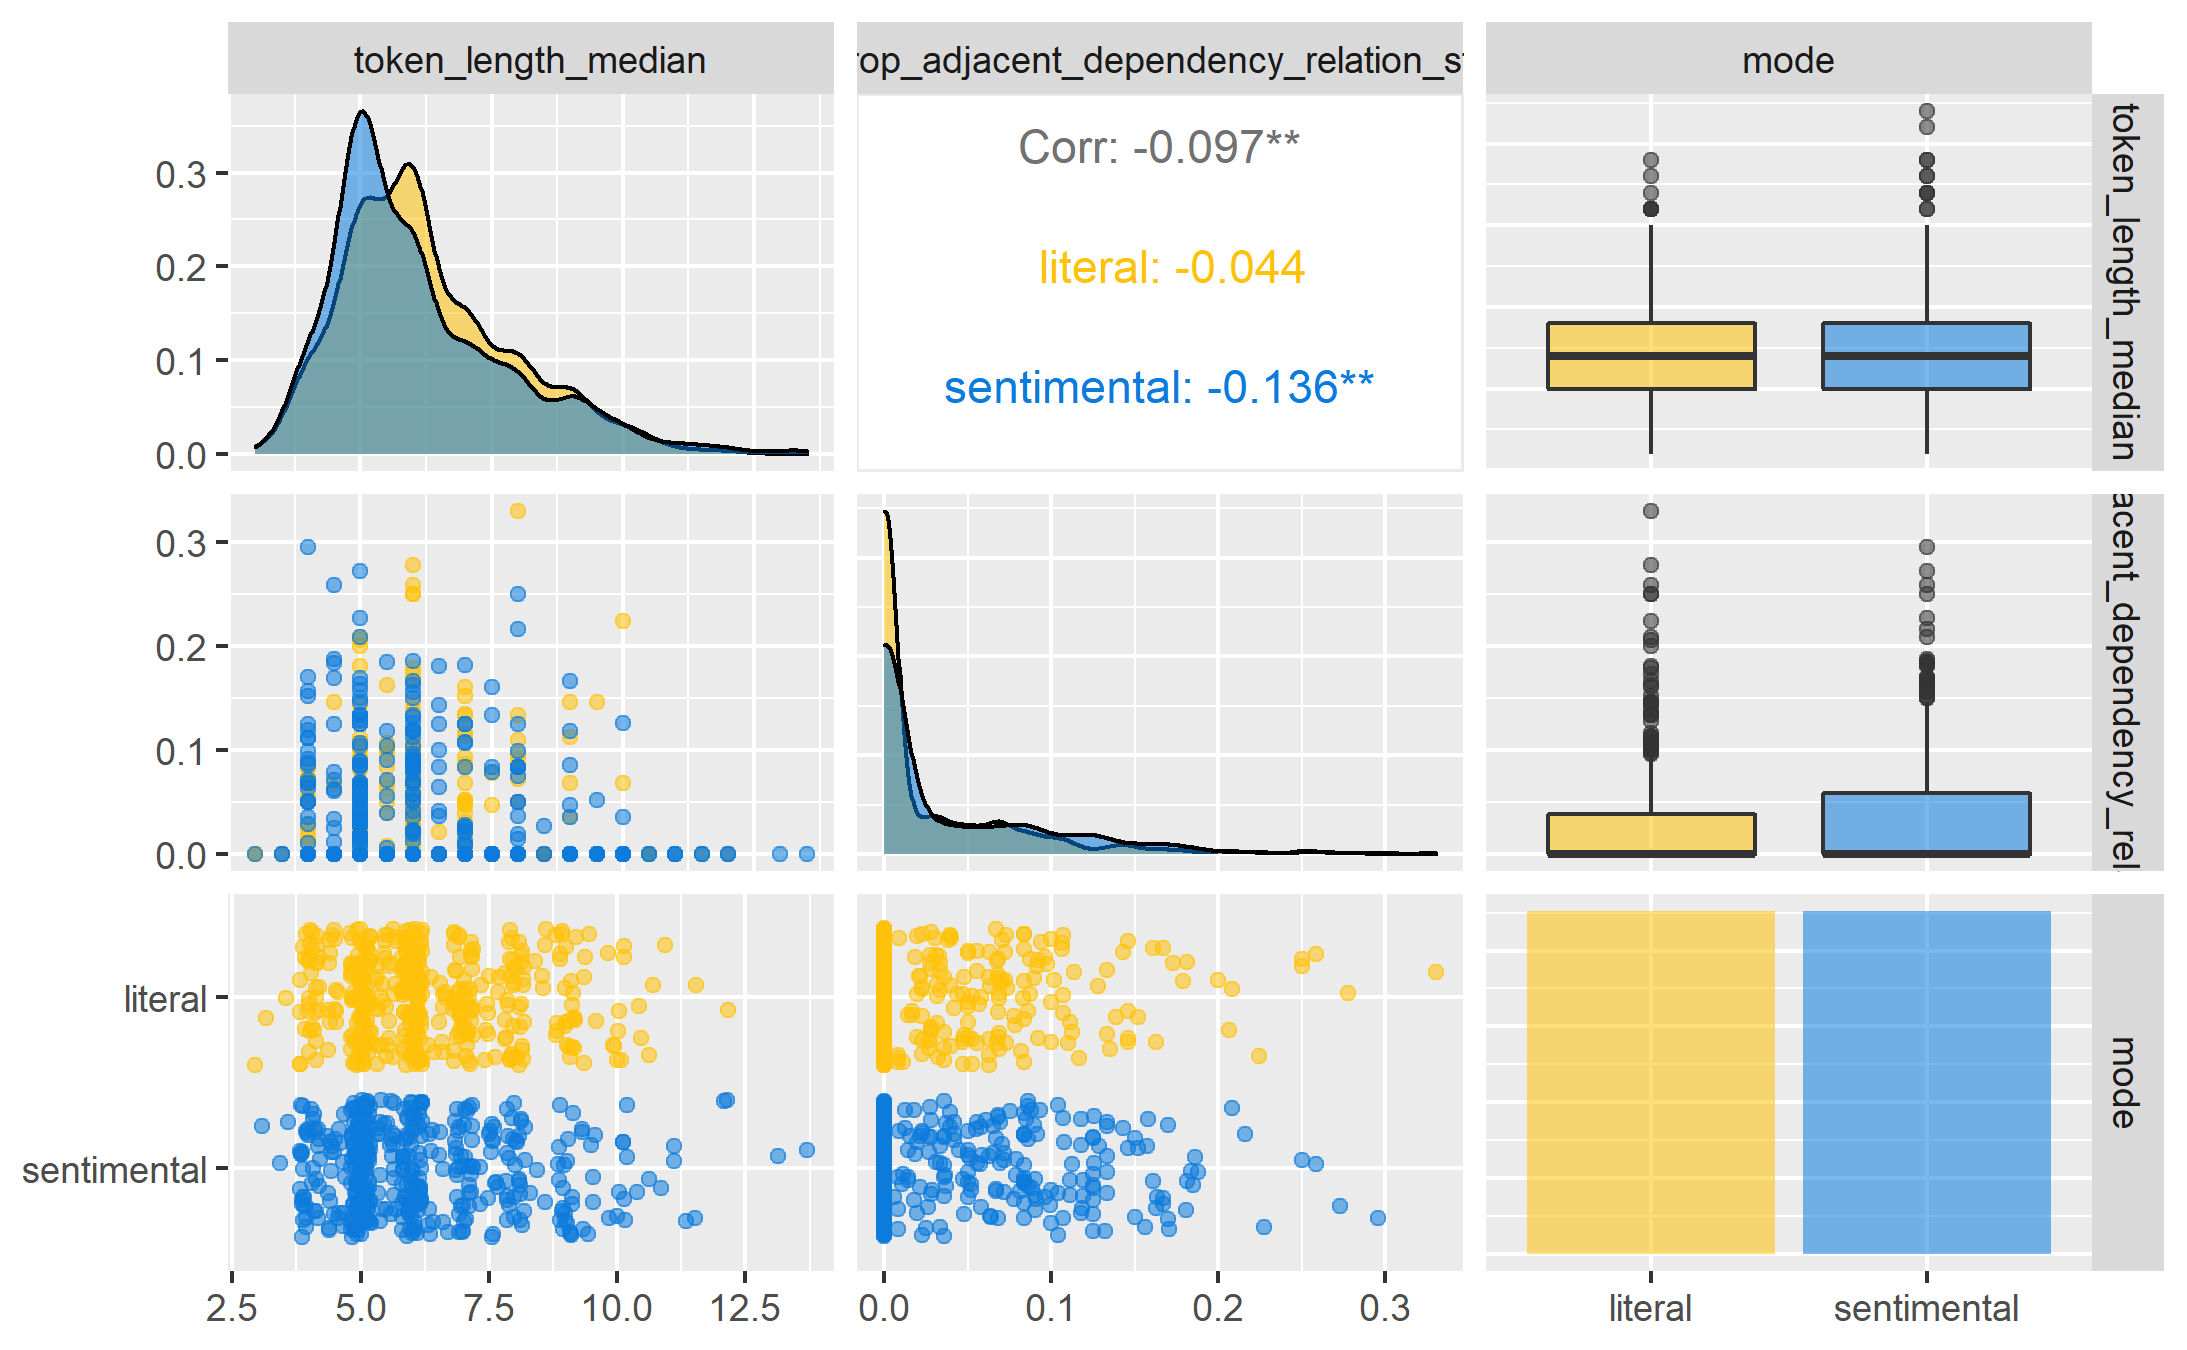 token_length_median
rop_adjacent_dependency_relation_s
mode
0.3
0.2
0.1
0.0
Corr: -0.097**
literal: -0.044
sentimental: -0.136**
token_length_median
0.3
0.2
0.1
0.0
acent_dependency_rel
literal
sentimental
mode
2.5
5.0
7.5
10.0
12.5
0.0
0.1
0.2
0.3
literal
sentimental